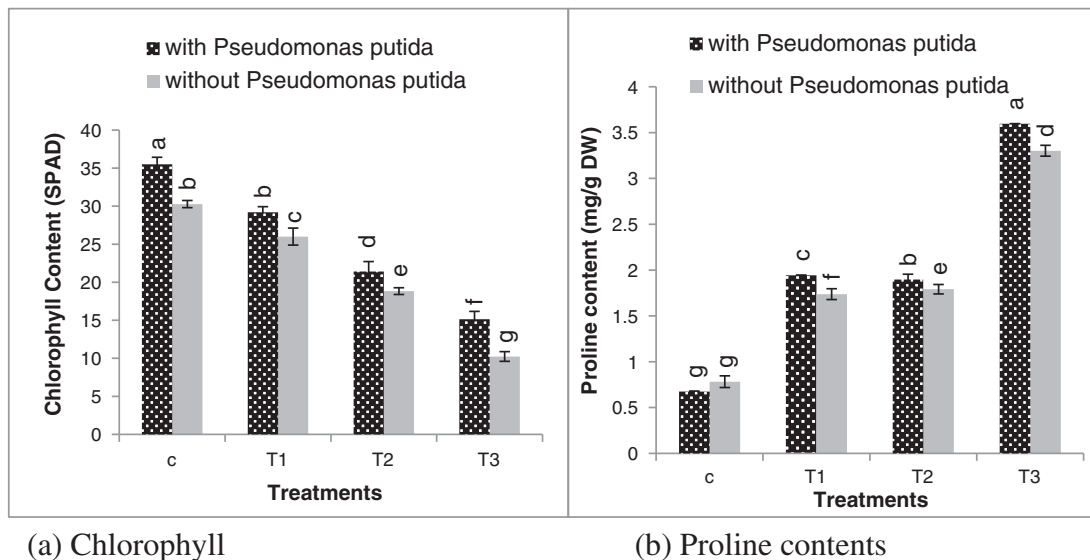 with Pseudomonas putida
without Pseudomonas putida
Chlorophyll Content (SPAD)
40
35
30
25
20
15
10
5
0
a
b
b
c
d
e
f
g
c
T1
T2
T3
Treatments
(a) Chlorophyll
with Pseudomonas putida
without Pseudomonas putida
Proline content (mg/g DW)
4
3.5
3
2.5
2
1.5
1
0.5
0
g
g
c
f
b
e
a
d
c
T1
T2
T3
Treatments
(b) Proline contents